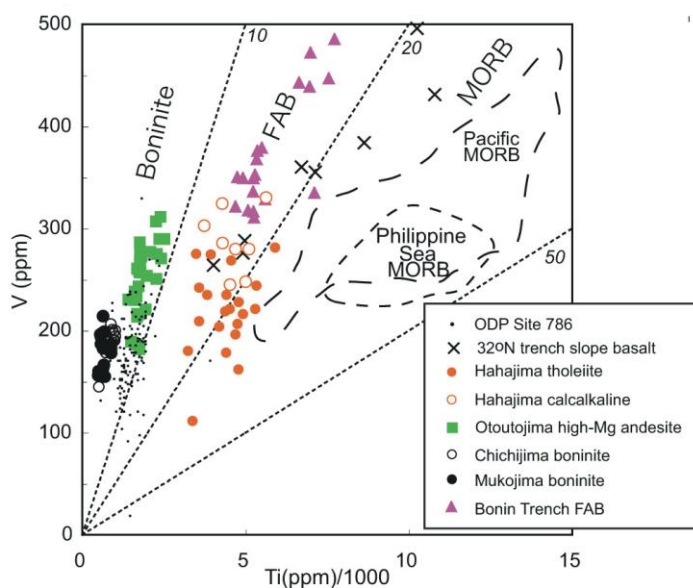 500
400
300
200
100
0
V (ppm)
0
5
10
15
Ti(ppm)/1000
10
20
50
Boninite
FAB
MORB
Pacific
MORB
Philippine
Sea
MORB
ODP Site 786
32oN trench slope basalt
Hahajima tholeiite
Hahajima calcalkaline
Otoutojima high-Mg andesite
Chichijima boninite
Mukojima boninite
Bonin Trench FAB